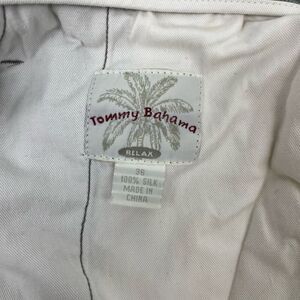 Tommy Bahama
RELAX
36
100% SILK
MADE IN
CHINA